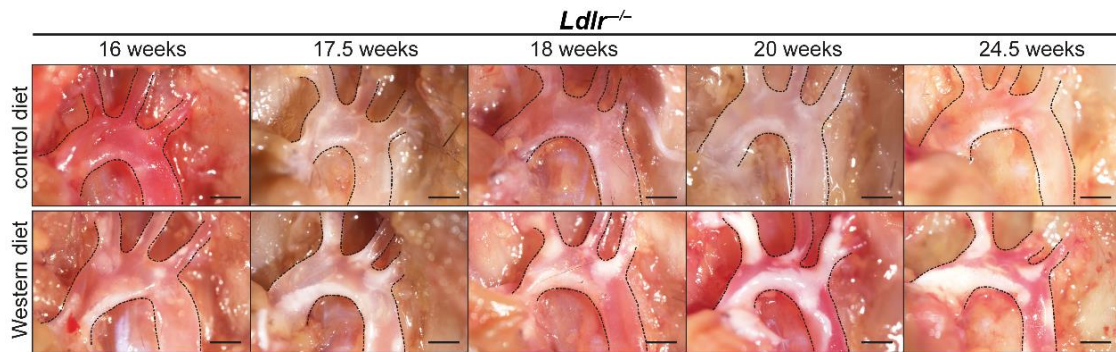 Ldlr–/–
16 weeks 17.5 weeks 18 weeks 20 weeks 24.5 weeks
control diet
Western diet